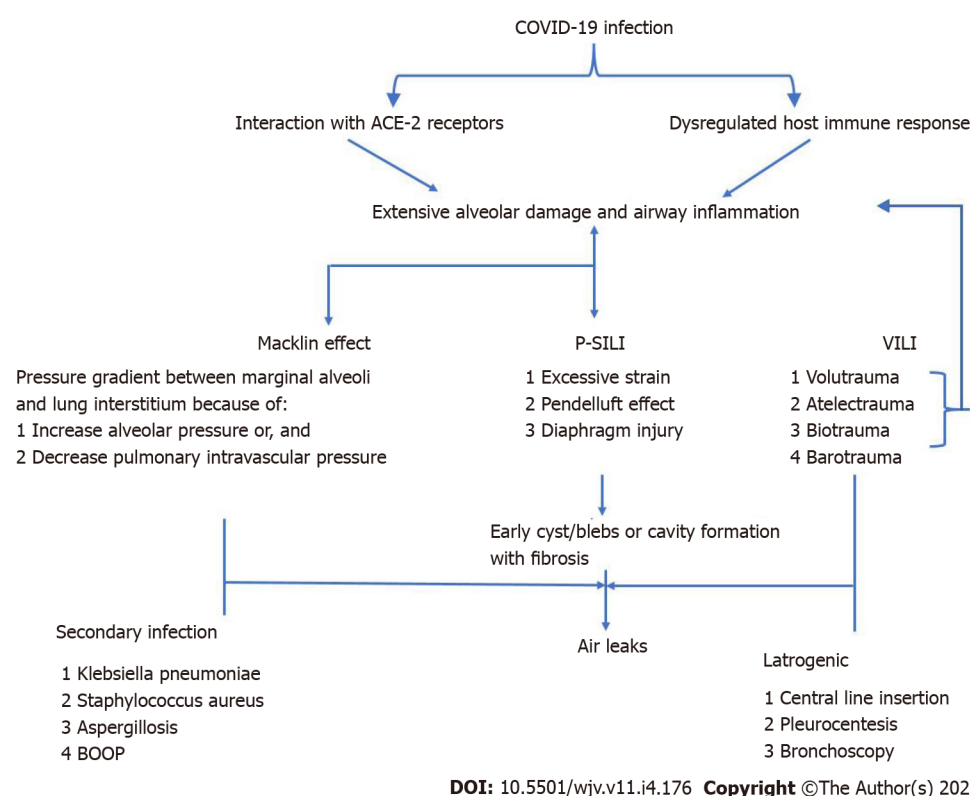 COVID-19 infection
Interaction with ACE-2 receptors
Dysregulated host immune response
Extensive alveolar damage and airway inflammation
Macklin effect
Pressure gradient between marginal alveoli
and lung interstitium because of:
1 Increase alveolar pressure or, and
2 Decrease pulmonary intravascular pressure
P-SILI
1 Excessive strain
2 Pendelluft effect
3 Diaphragm injury
VILI
1 Volutrauma
2 Atelectrauma
3 Biotrauma
4 Barotrauma
Early cyst/blebs or cavity formation
with fibrosis
Secondary infection
1 Klebsiella pneumoniae
2 Staphylococcus aureus
3 Aspergillosis
4 BOOP
Air leaks
Latrogenic
1 Central line insertion
2 Pleurocentesis
3 Bronchoscopy
DOI: 10.5501/wjv.v11.i4.176 Copyright ©The Author(s) 202